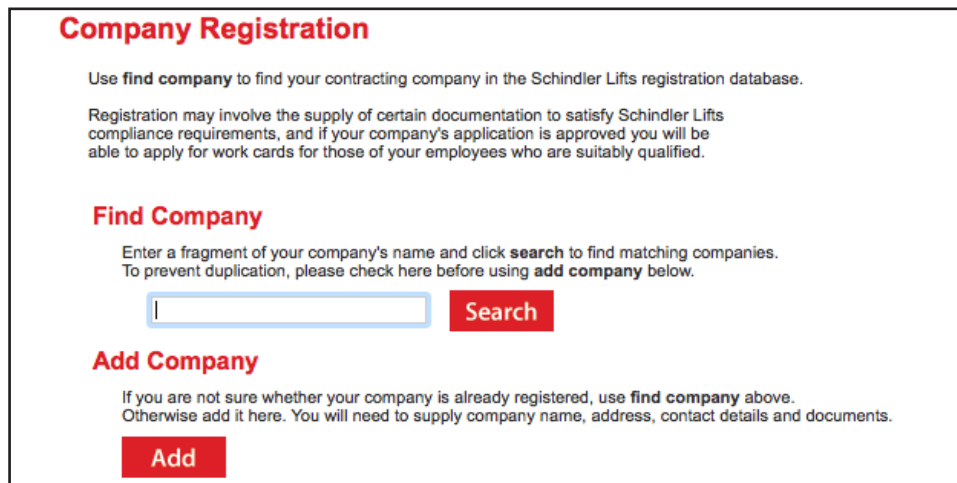 Company Registration
Use find company to find your contracting company in the Schindler Lifts registration database.
Registration may involve the supply of certain documentation to satisfy Schindler Lifts
compliance requirements, and if your company's application is approved you will be
able to apply for work cards for those of your employees who are suitably qualified.
Find Company
Enter a fragment of your company's name and click search to find matching companies.
To prevent duplication, please check here before using add company below.
Search
Add Company
If you are not sure whether your company is already registered, use find company above.
Otherwise add it here. You will need to supply company name, address, contact details and documents.
Add